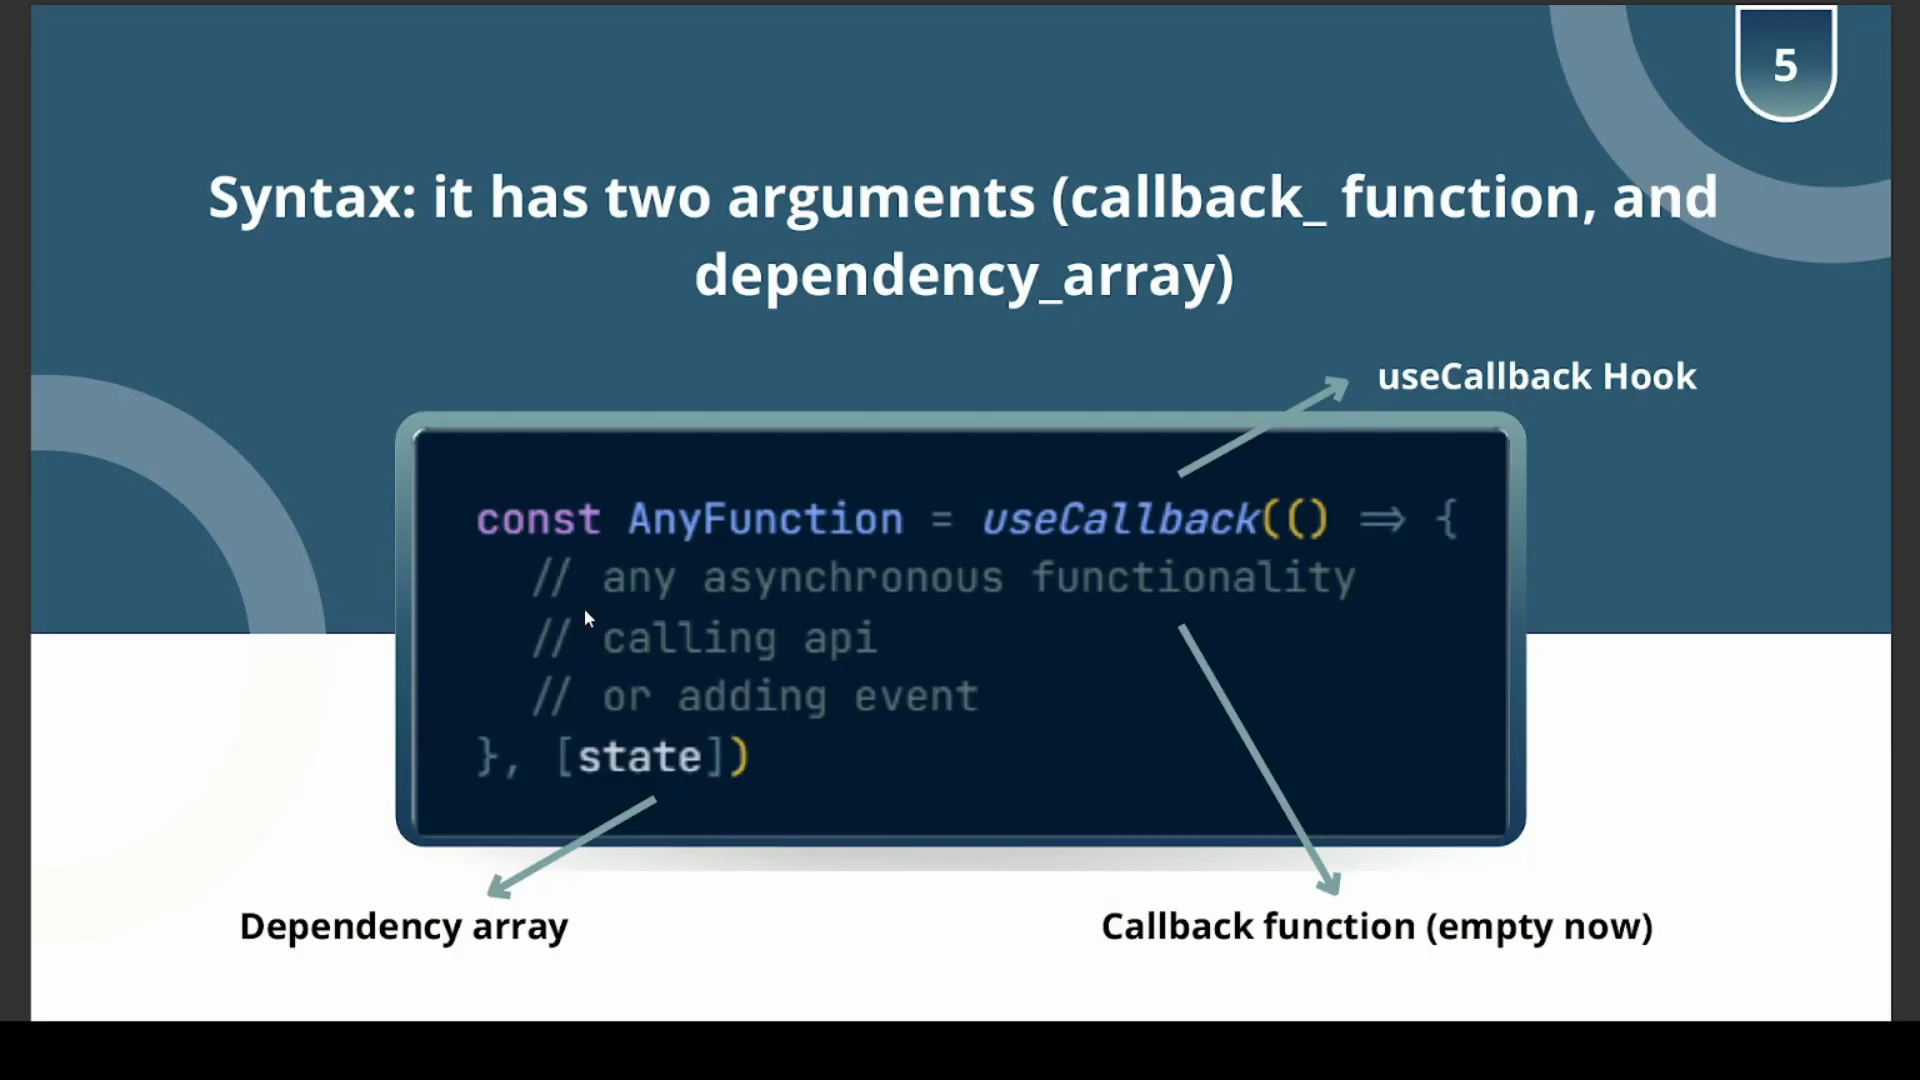 5
Syntax: it has two arguments (callback_ function, and
dependency_array)
useCallback Hook
const AnyFunction = useCallback(() => {
// any asynchronous functionality
// calling api
// or adding event
}, [state])
Dependency array
Callback function (empty now)